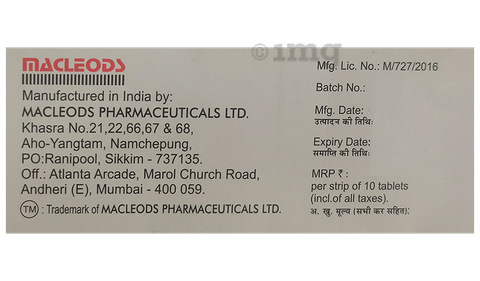 MACLEODS
Manufactured in India by:
MACLEODS PHARMACEUTICALS LTD.
Khasra No.21,22,66,67 & 68,
Aho-Yangtam, Namchepung,
PO:Ranipool, Sikkim - 737135.
Off.: Atlanta Arcade, Marol Church Road,
Andheri (E), Mumbai - 400 059.
TM : Trademark of MACLEODS PHARMACEUTICALS LTD.
1mg
Mfg. Lic. No.: M/727/2016
Batch No.:
Mfg. Date:
उत्पादन की तिथि:
Expiry Date:
समाप्ति की तिथि:
MRP ₹ :
per strip of 10 tablets
(incl.of all taxes).
अ. खु. मूल्य (सभी कर सहित):